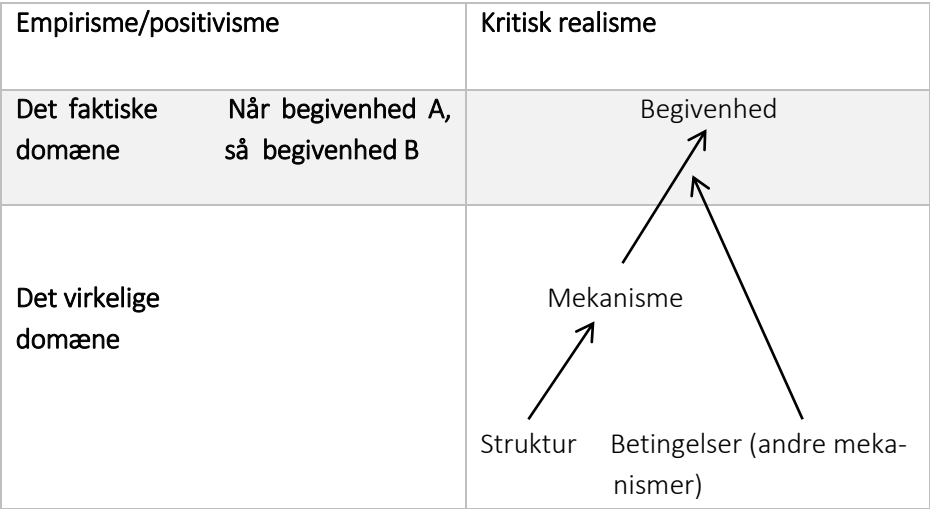 Empirisme/positivisme
Kritisk realisme
Det faktiske
domæne
Når begivenhed A,
så begivenhed B
Begivenhed
Det virkelige
domæne
Mekanisme
Struktur
Betingelser (andre meka-
nismer)